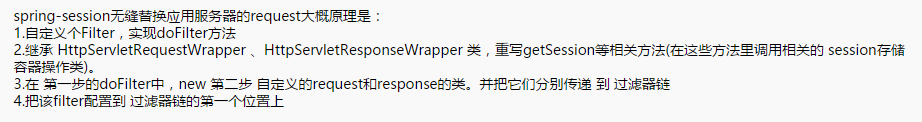 spring-session无缝替换应用服务器的request大概原理是：
1.自定义个Filter，实现doFilter方法
2.继承 HttpServletRequestWrapper 、HttpServletResponseWrapper 类，重写getSession等相关方法(在这些方法里调用相关的 session存储
容器操作类)。
3.在 第一步的doFilter中，new 第二步 自定义的request和response的类。并把它们分别传递 到 过滤器链
4.把该filter配置到 过滤器链的第一个位置上